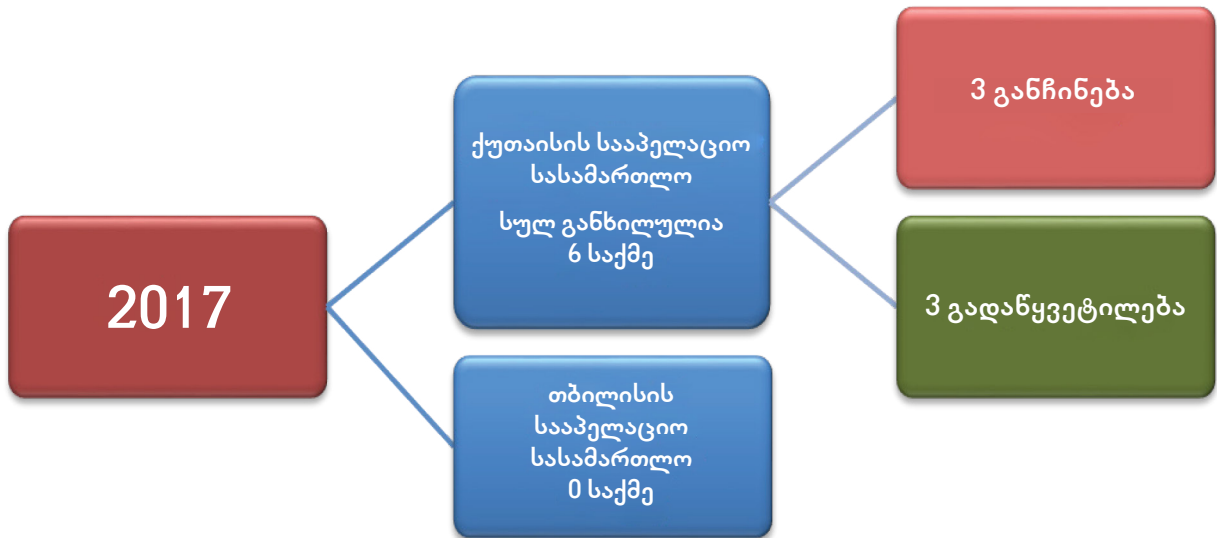 2017
ქუთაისის სააპელაციო
სასამართლო
სულ განხილულია
6 საქმე
თბილისის
სააპელაციო
სასამართლო
0 საქმე
3 განჩინება
3 გადაწყვეტილება